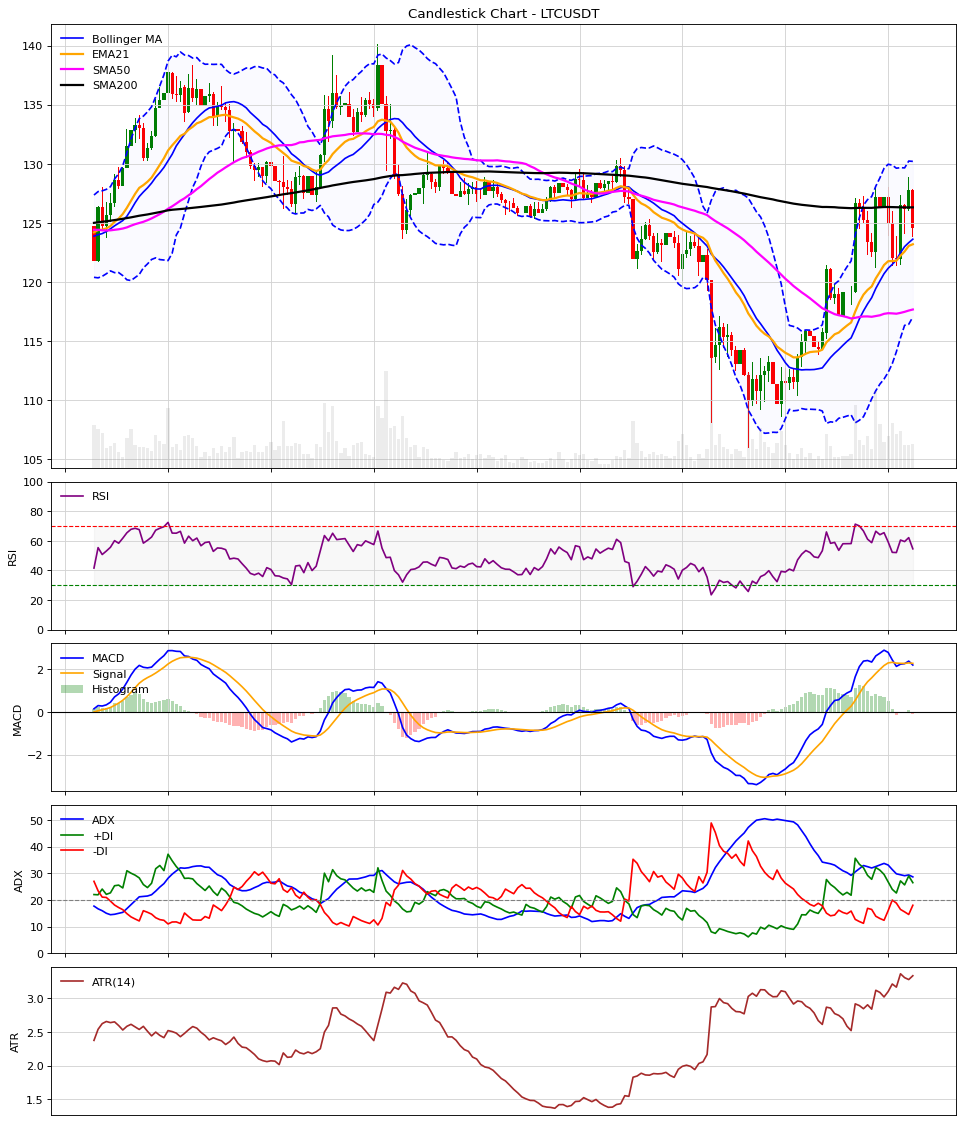 Candlestick Chart - LTCUSDT
Bollinger MA
EMA21
SMA50
SMA200
140
135
130
125
120
115
110
105
RSI
100
80
60
40
20
0
RSI
MACD
Signal
Histogram
2
0
−2
MACD
ADX
+DI
-DI
50
40
30
20
10
0
ADX
ATR(14)
3.0
2.5
2.0
1.5
ATR